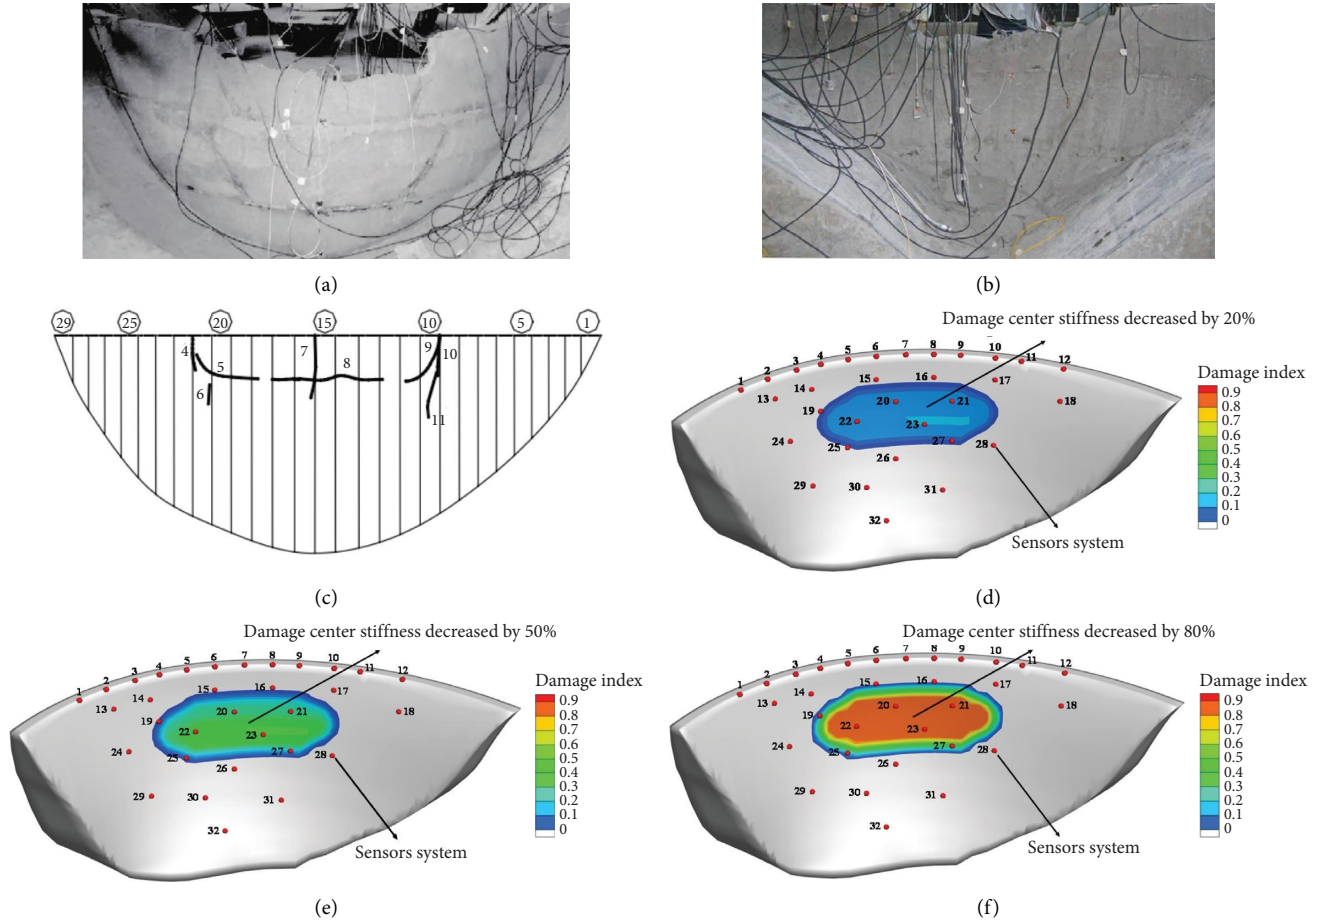 (a)
(b)
29 25 20 15 10 5 1
4 5 6 7 8 9 10 11
(c)
Damage center stiffness decreased by 20%
1 2 3 4 5 6 7 8 9 10 11 12
13 14 15 16 17 18
19 20 21 22 23
24 25 26 27 28
29 30 31
32
Sensors system
Damage index
0.9
0.8
0.7
0.6
0.5
0.4
0.3
0.2
0.1
0
(d)
Damage center stiffness decreased by 50%
1 2 3 4 5 6 7 8 9 10 11 12
13 14 15 16 17 18
19 20 21 22 23
24 25 26 27 28
29 30 31
32
Sensors system
Damage index
0.9
0.8
0.7
0.6
0.5
0.4
0.3
0.2
0.1
0
(e)
Damage center stiffness decreased by 80%
1 2 3 4 5 6 7 8 9 10 11 12
13 14 15 16 17 18
19 20 21 22 23
24 25 26 27 28
29 30 31
32
Sensors system
Damage index
0.9
0.8
0.7
0.6
0.5
0.4
0.3
0.2
0.1
0
(f)